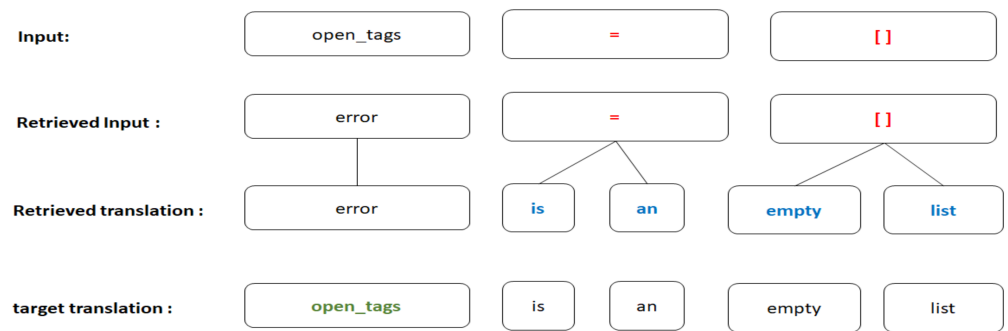 Input: open_tags = [ ]
Retrieved Input : error = [ ]
Retrieved translation : error is an empty list
target translation : open_tags is an empty list